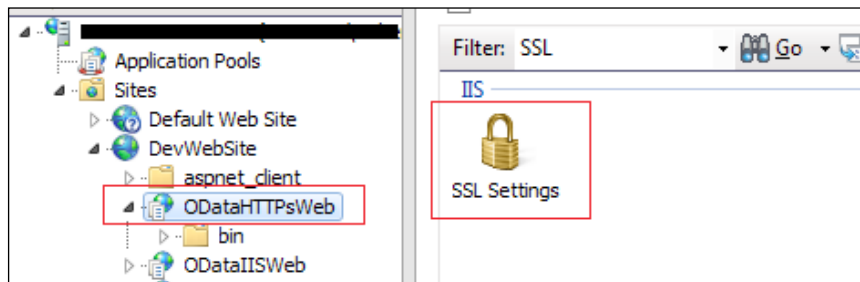 Application Pools
Sites
Default Web Site
DevWebSite
aspnet_client
ODataHTTPsWeb
bin
ODataIISWeb
Filter: SSL
Go
IIS
SSL Settings